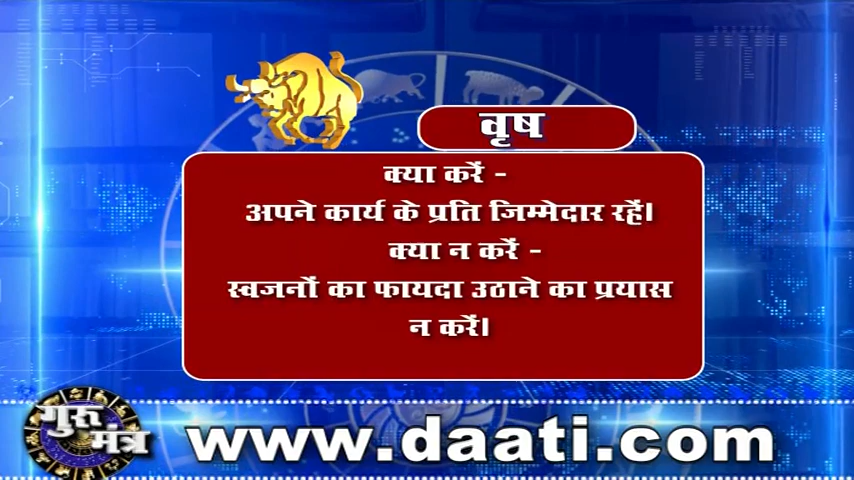 वृष
क्या करें -
अपने कार्य के प्रति जिम्मेदार रहें।
क्या न करें -
स्वजनों का फायदा उठाने का प्रयास
न करें।
गुरु
मंत्र
www.daati.com